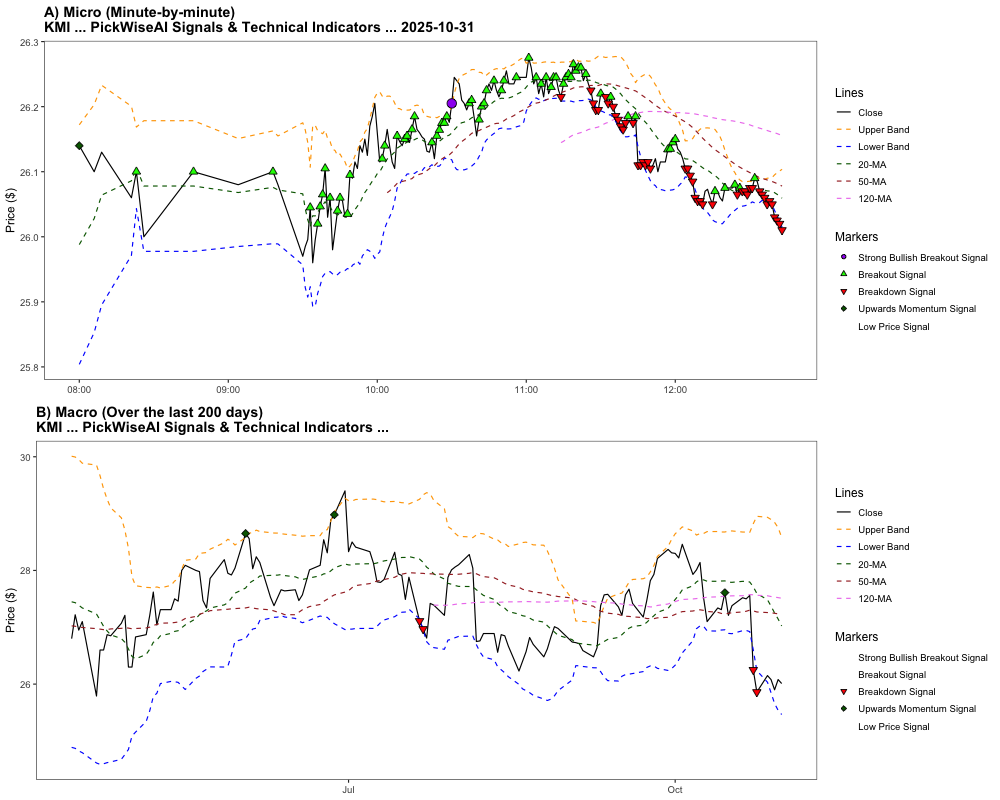 A) Micro (Minute-by-minute)
KMI ... PickWiseAI Signals & Technical Indicators ... 2025-10-31
Price ($)
26.3
26.2
26.1
26.0
25.9
25.8
08:00
09:00
10:00
11:00
12:00
Lines
Close
Upper Band
Lower Band
20-MA
50-MA
120-MA
Markers
Strong Bullish Breakout Signal
Breakout Signal
Breakdown Signal
Upwards Momentum Signal
Low Price Signal
B) Macro (Over the last 200 days)
KMI ... PickWiseAI Signals & Technical Indicators ...
Price ($)
30
28
26
Jul
Oct
Lines
Close
Upper Band
Lower Band
20-MA
50-MA
120-MA
Markers
Strong Bullish Breakout Signal
Breakout Signal
Breakdown Signal
Upwards Momentum Signal
Low Price Signal